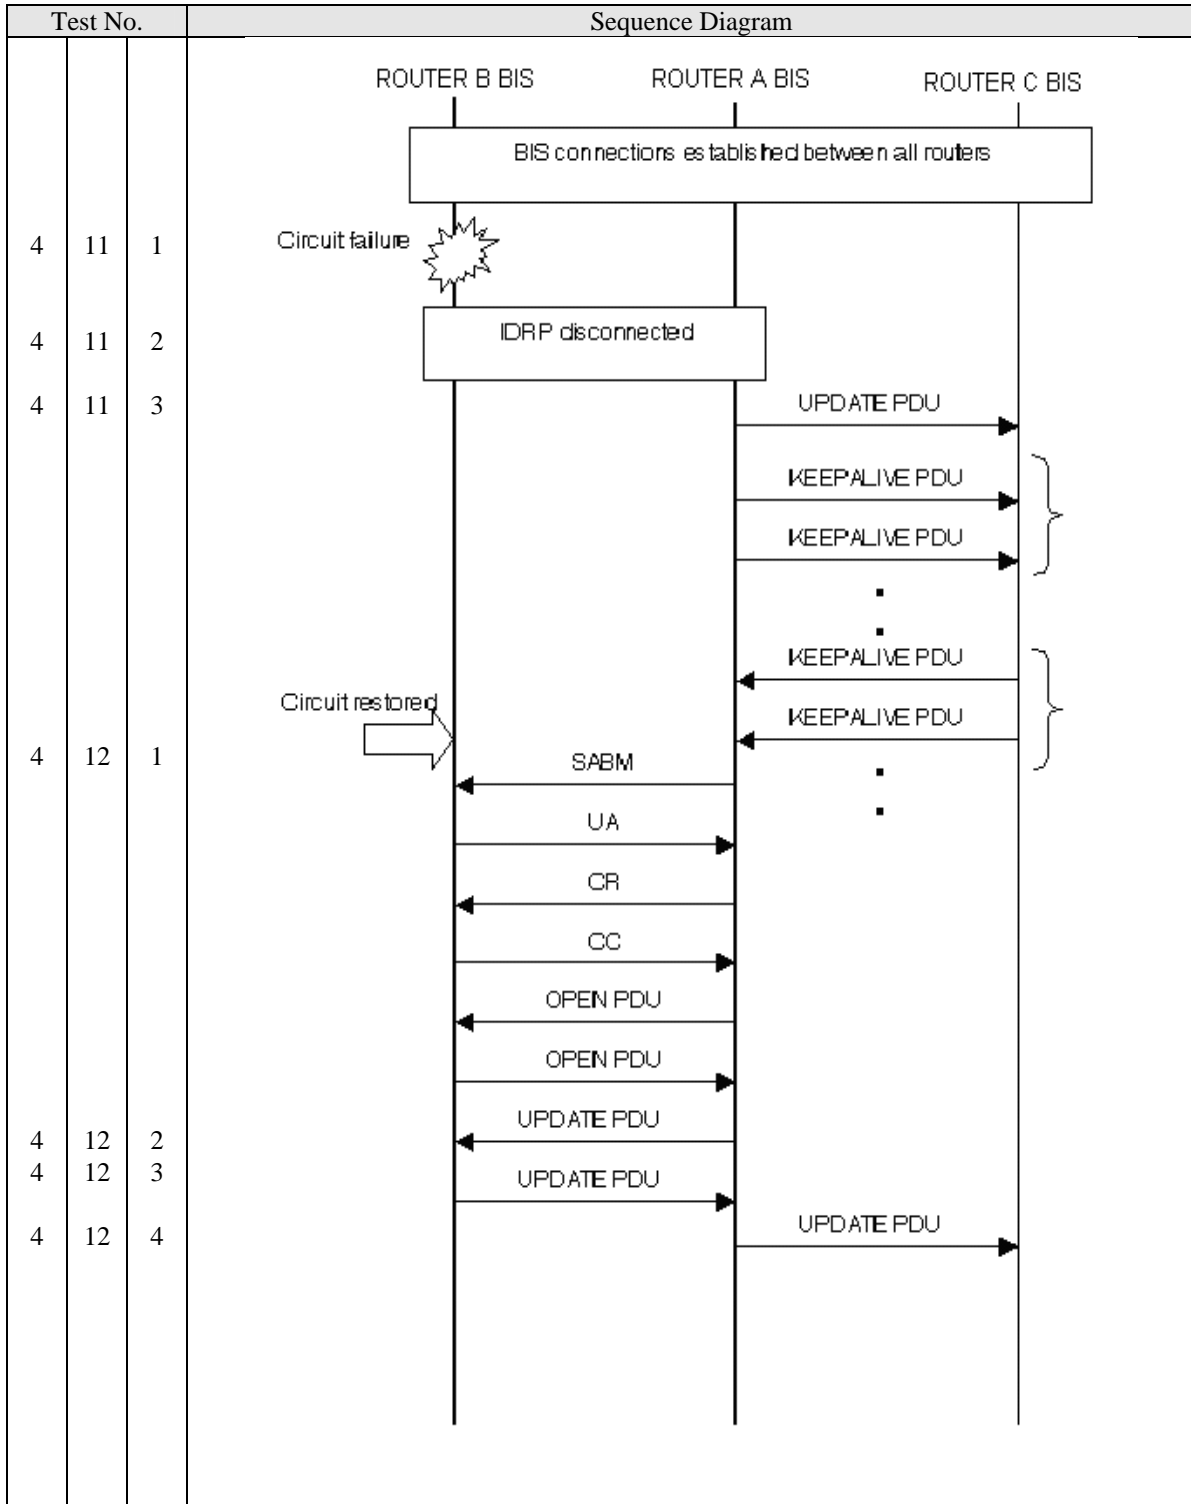 Test No. Sequence Diagram
ROUTER B BIS ROUTER A BIS ROUTER C BIS
BIS connections established between all routers
4 11 1 Circuit failure
4 11 2 IDRP disconnected
4 11 3 UPDATE PDU
KEEPALIVE PDU
KEEPALIVE PDU
KEEPALIVE PDU
Circuit restored KEEPALIVE PDU
4 12 1 SABM
UA
CR
CC
OPEN PDU
OPEN PDU
UPDATE PDU
4 12 2
4 12 3 UPDATE PDU
4 12 4 UPDATE PDU